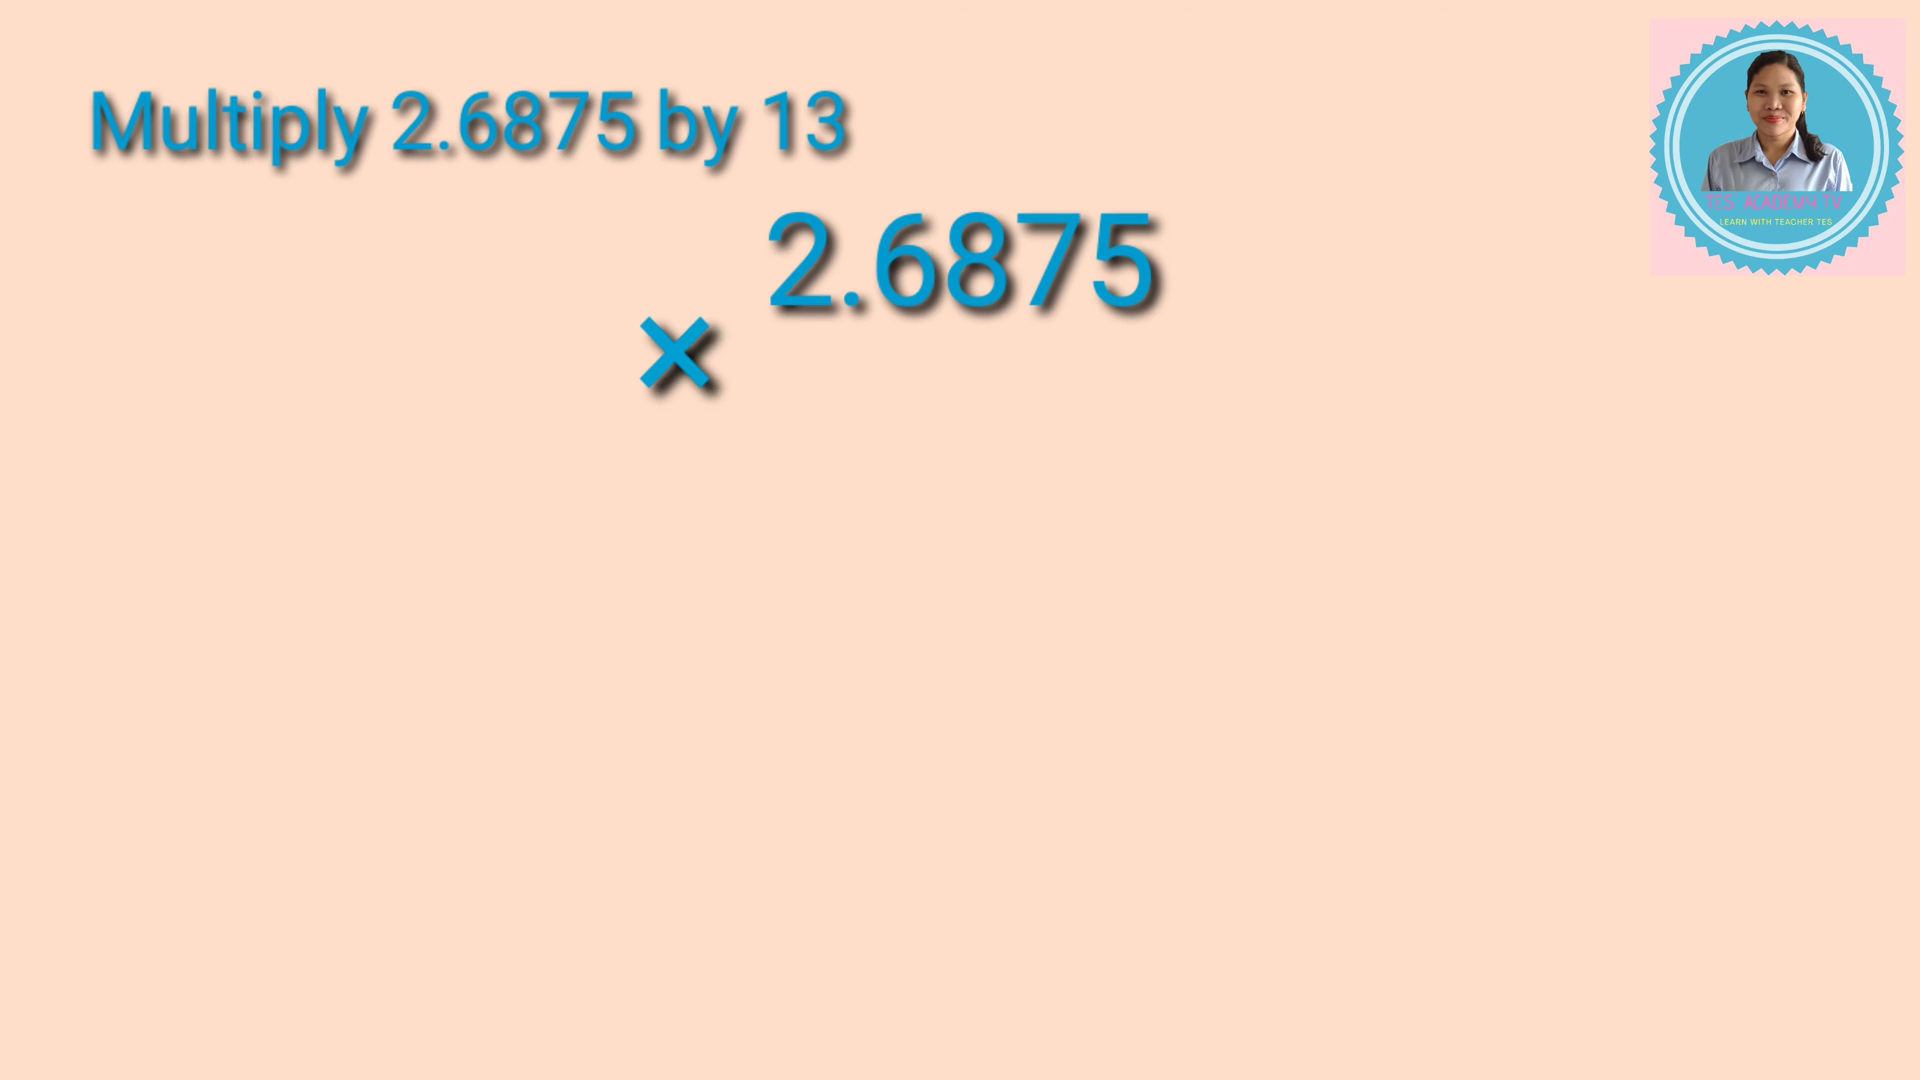 Multiply 2.6875 by 13
2.6875
×
TES' ACADEMY TV
LEARN WITH TEACHER TES